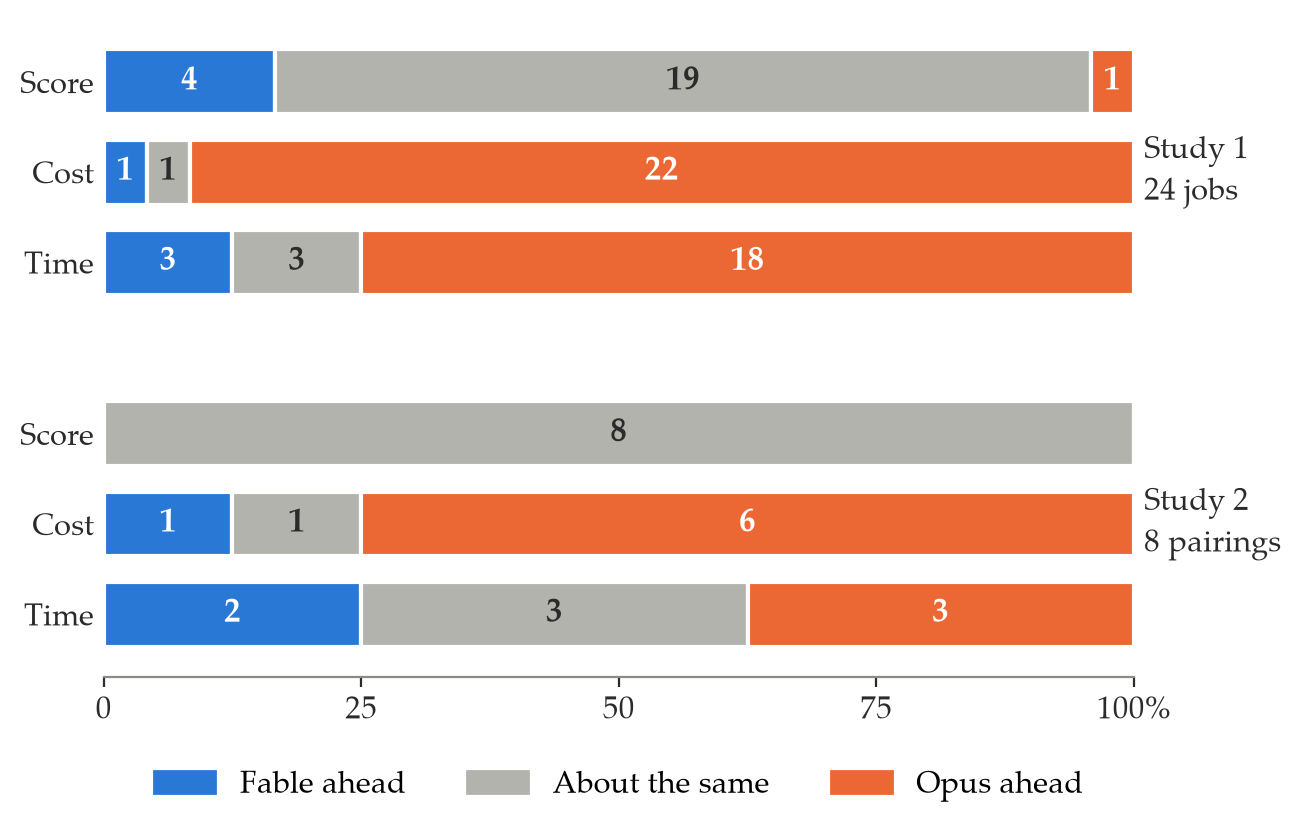 Score 4 19 1
Cost 1 1 22
Study 1
24 jobs
Time 3 3 18
Score 8
Cost 1 1 6
Study 2
8 pairings
Time 2 3 3
0 25 50 75 100%
Fable ahead About the same Opus ahead